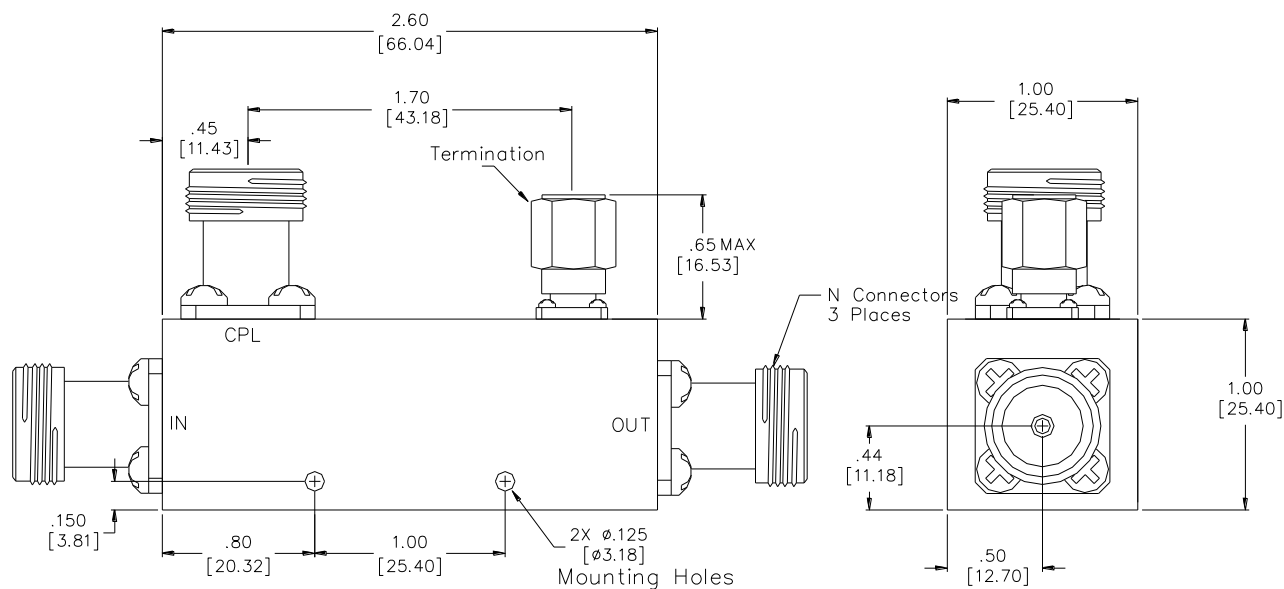 2.60
[66.04]
1.70
[43.18]
.45
[11.43]
Termination
1.00
[25.40]
.65 MAX
[16.53]
N Connectors
3 Places
CPL
IN
OUT
1.00
[25.40]
.44
[11.18]
.150
[3.81]
.80
[20.32]
1.00
[25.40]
2X ø.125
[ø3.18]
Mounting Holes
.50
[12.70]